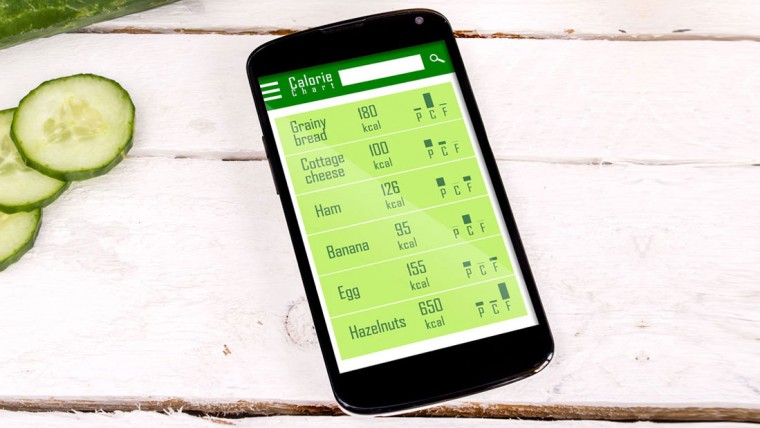 Calorie
Chart
Grainy
bread
180
kcal
P C F
Cottage
cheese
100
kcal
P C F
Ham
126
kcal
P C F
Banana
95
kcal
P C F
Egg
155
kcal
P C F
Hazelnuts
650
kcal
P C F